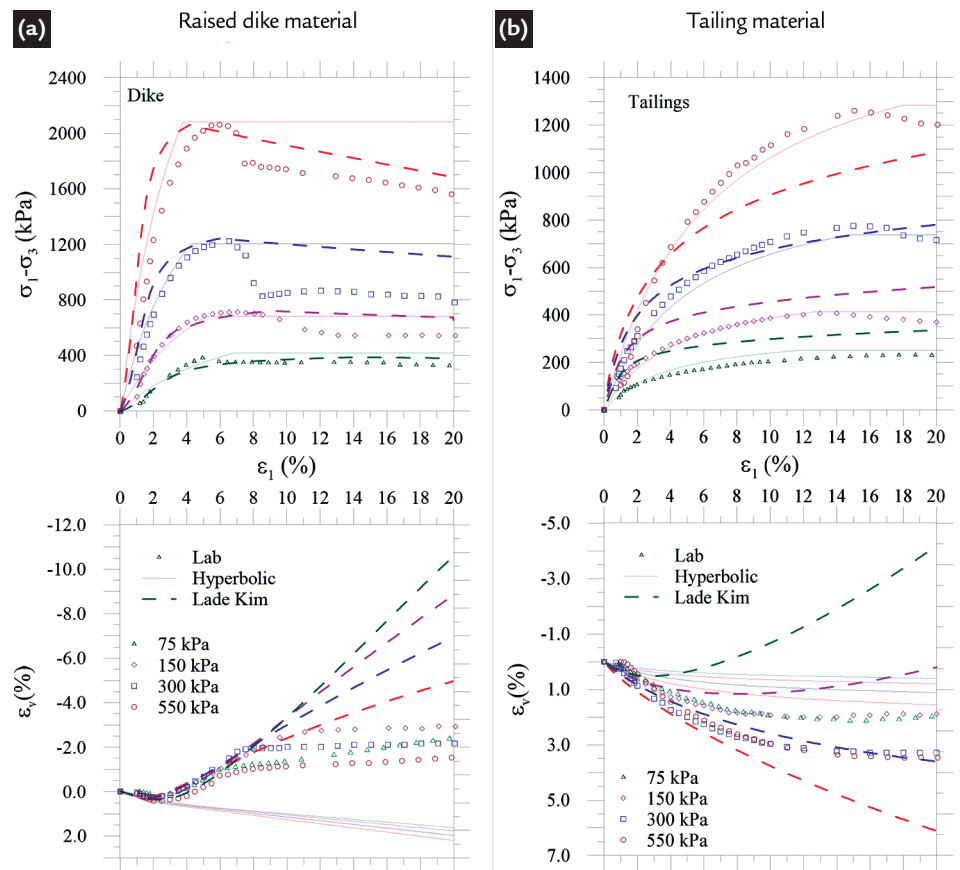 (a) Raised dike material
2400
2000
1600
1200
800
400
0
σ1-σ3 (kPa)
Dike
0 2 4 6 8 10 12 14 16 18 20
ε1 (%)
0 2 4 6 8 10 12 14 16 18 20
-12.0
-10.0
-8.0
-6.0
-4.0
-2.0
0.0
2.0
εv(%)
Lab
Hyperbolic
Lade Kim
75 kPa
150 kPa
300 kPa
550 kPa
(b) Tailing material
1400
1200
1000
800
600
400
200
0
σ1-σ3 (kPa)
Tailings
0 2 4 6 8 10 12 14 16 18 20
ε1 (%)
0 2 4 6 8 10 12 14 16 18 20
-5.0
-3.0
-1.0
1.0
3.0
5.0
7.0
εv(%)
Lab
Hyperbolic
Lade Kim
75 kPa
150 kPa
300 kPa
550 kPa